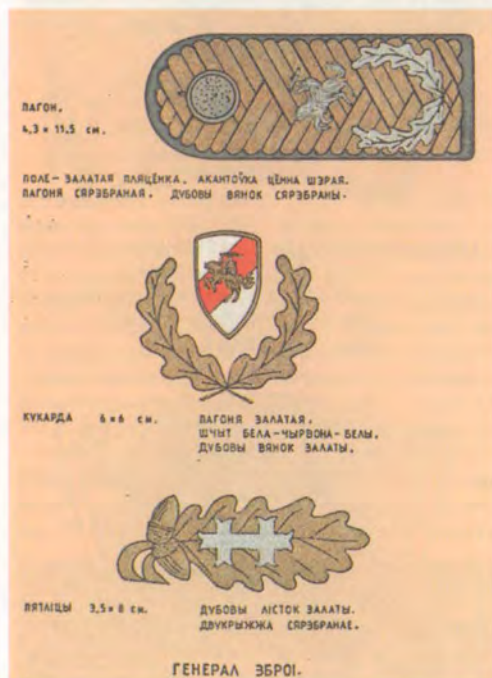 ПАГОН.
4,3 × 11,5 см.
ПОЛЕ- ЗАЛАТАЯ ПЛЯЦЁНКА. АКАНТОЎКА ЦЁМНА ШЭРАЯ.
ПАГОНЯ СЯРЭБРАНАЯ. ДУБОВЫ ВЯНОК СЯРЭБРАНЫ.
КУКАРДА 6×6 см. ПАГОНЯ ЗАЛАТАЯ.
ШЧЫТ БЕЛА-ЧЫРВОНА-БЕЛЫ.
ДУБОВЫ ВЯНОК ЗАЛАТЫ.
ПЯТЛІЦЫ 3,5×8 см. ДУБОВЫ ЛІСТОК ЗАЛАТЫ.
ДВУКРЫЖЖА СЯРЭБРАНАЕ.
ГЕНЕРАЛ ЗБРОІ.